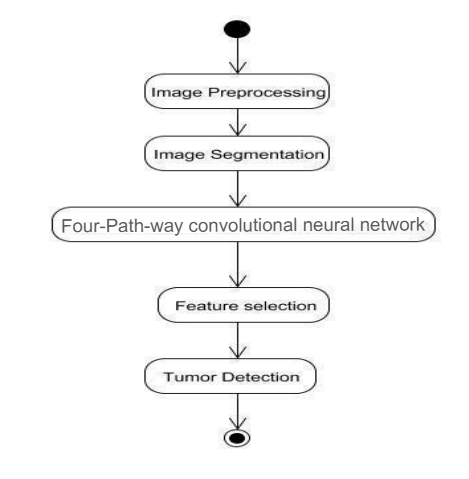 Image Preprocessing
Image Segmentation
Four-Path-way convolutional neural network
Feature selection
Tumor Detection